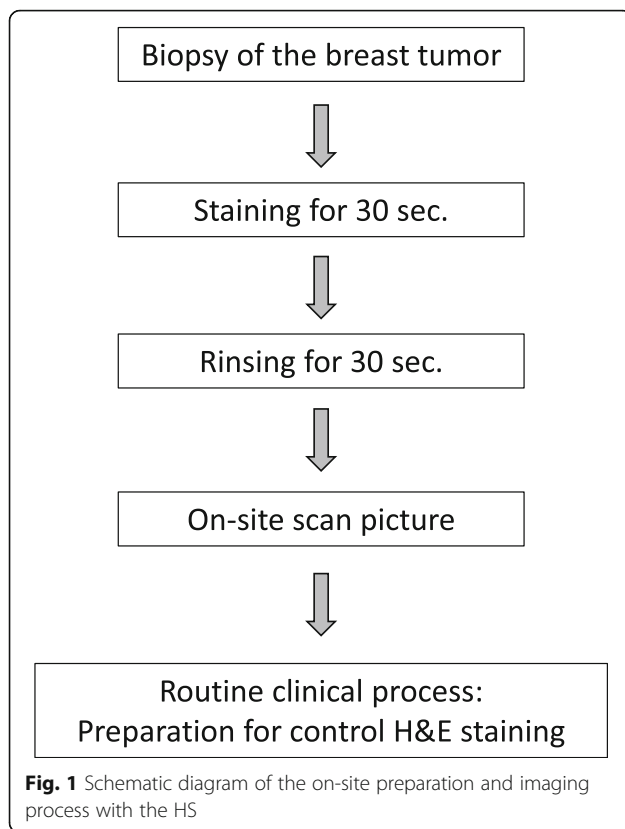 Biopsy of the breast tumor
Staining for 30 sec.
Rinsing for 30 sec.
On-site scan picture
Routine clinical process:
Preparation for control H&E staining
Fig. 1 Schematic diagram of the on-site preparation and imaging
process with the HS